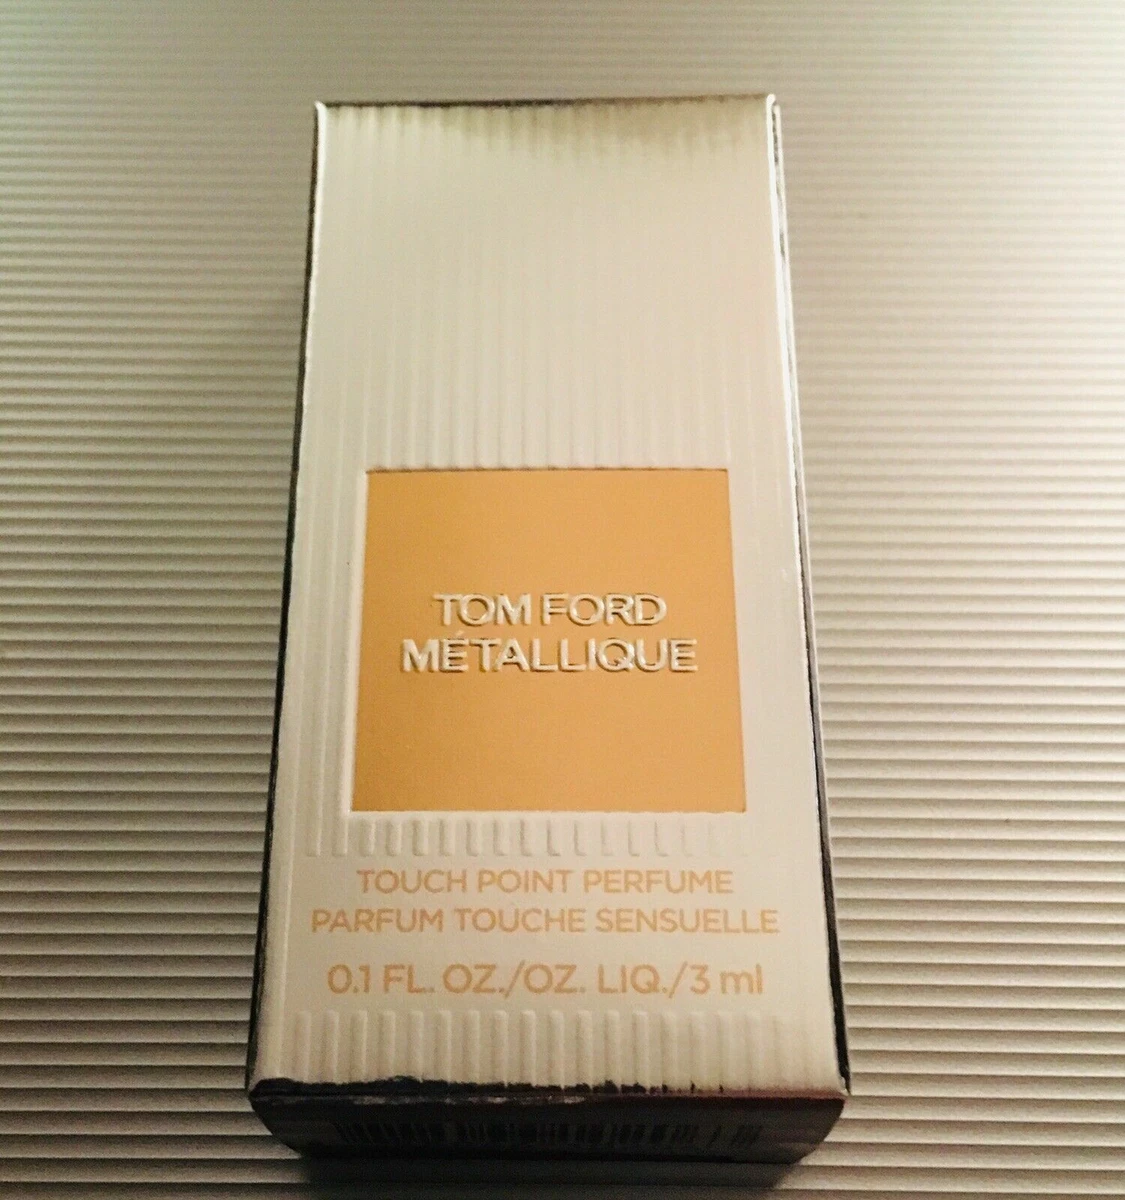 TOM FORD
MÉTALLIQUE
TOUCH POINT PERFUME
PARFUM TOUCHE SENSUELLE
0.1 FL. OZ./OZ. LIQ./3 ml